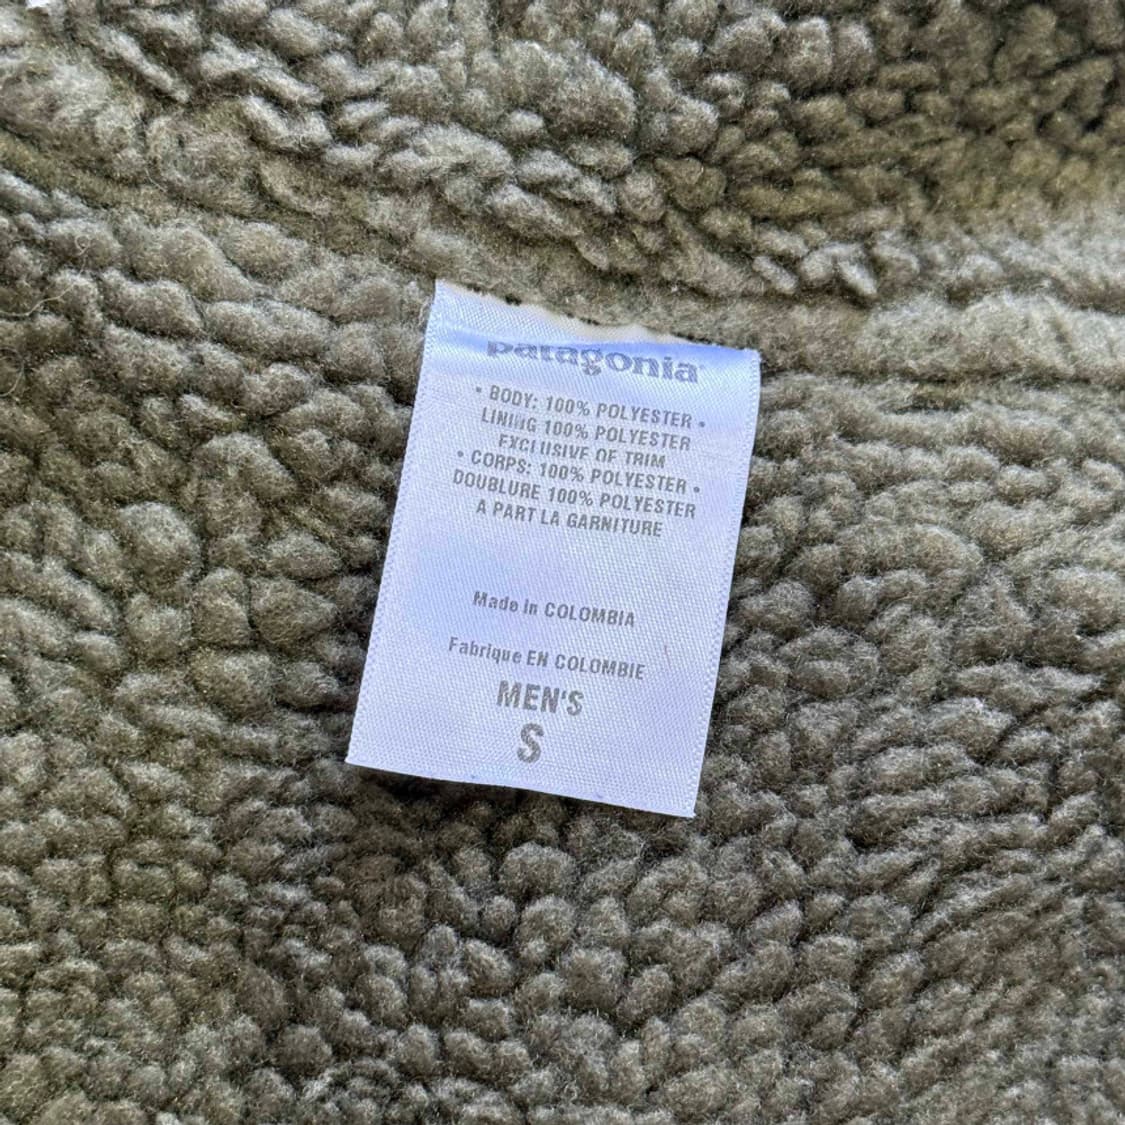 patagonia
• BODY: 100% POLYESTER •
LINING 100% POLYESTER
EXCLUSIVE OF TRIM
• CORPS: 100% POLYESTER •
DOUBLURE 100% POLYESTER
A PART LA GARNITURE
Made in COLOMBIA
Fabrique EN COLOMBIE
MEN'S
S